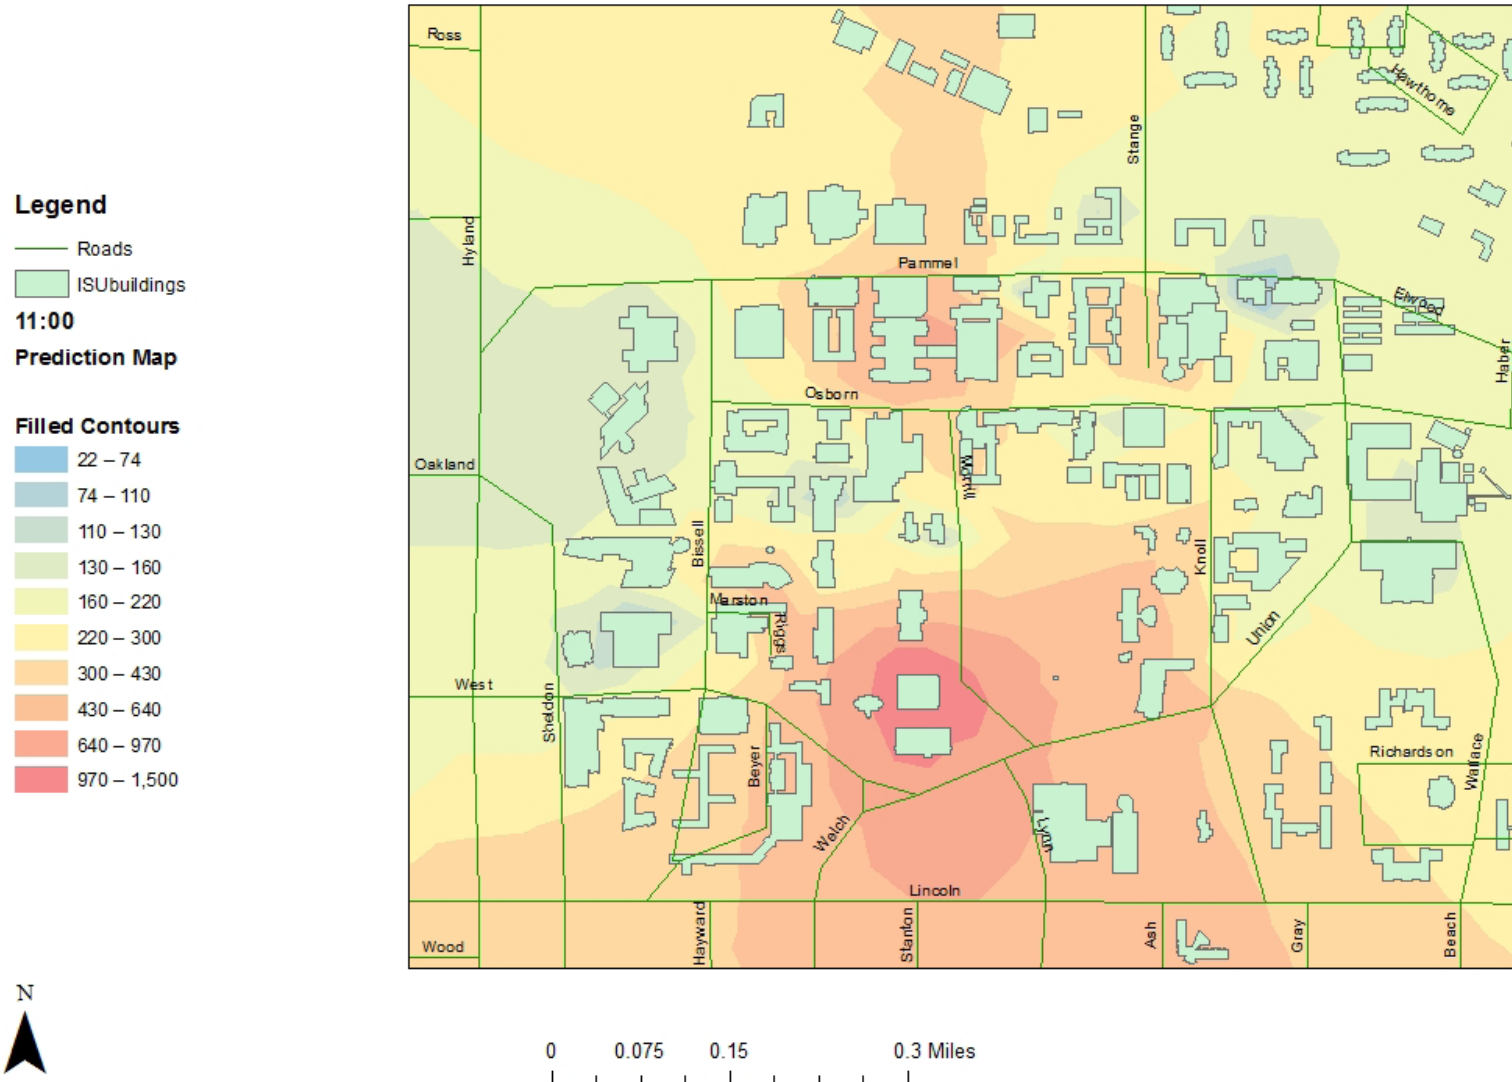 Legend
Roads
ISUbuildings
11:00
Prediction Map
Filled Contours
22 – 74
74 – 110
110 – 130
130 – 160
160 – 220
220 – 300
300 – 430
430 – 640
640 – 970
970 – 1,500
N
Ross
Hyland
Stange
Hawthorne
Pammel
Elwood
Haber
Osborn
Oakland
Morrill
Bissell
Knoll
Marston
Riggs
Union
West
Sheldon
Beyer
Richardson
Wallace
Welch
Lynn
Lincoln
Wood
Hayward
Stanton
Ash
Gray
Beach
0 0.075 0.15 0.3 Miles